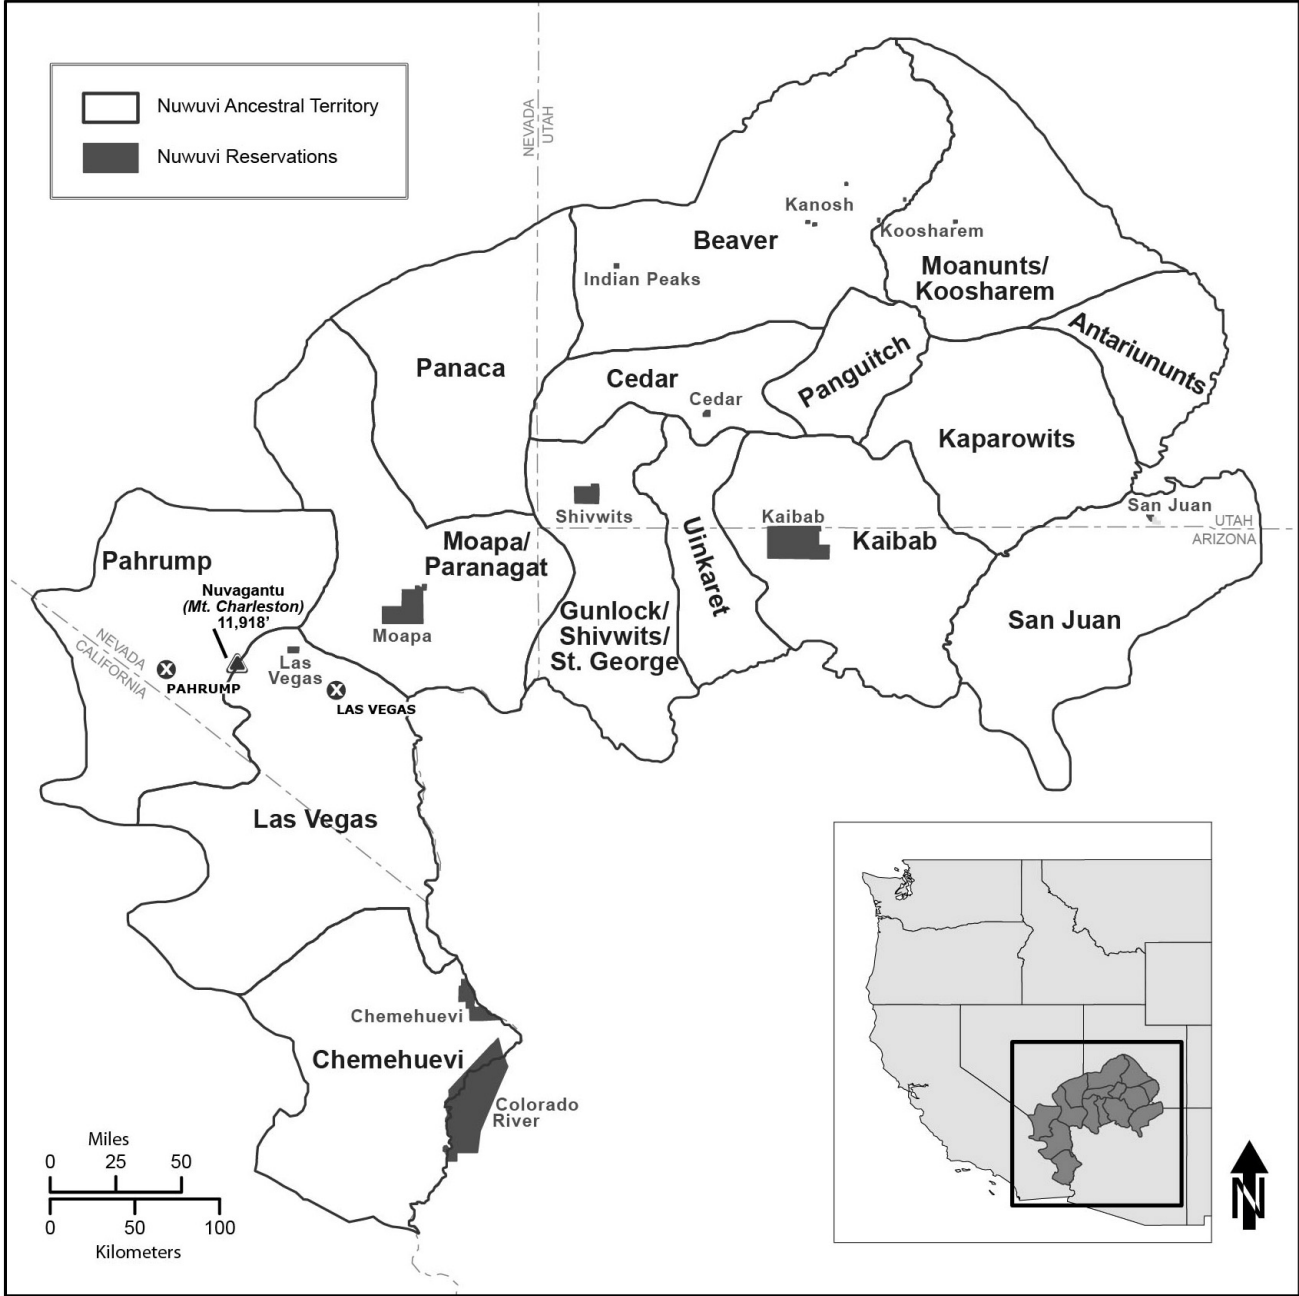 Nuwuvi Ancestral Territory
Nuwuvi Reservations
NEVADA
UTAH
Kanosh
Beaver
Koosharem
Indian Peaks
Moanunts/
Koosharem
Antariununts
Panaca
Cedar
Cedar
Panguitch
Kaparowits
Shivwits
Kaibab
San Juan
UTAH
ARIZONA
Pahrump
Moapa/
Paranagat
Uinkaret
Kaibab
Nuvagantu
(Mt. Charleston)
11,918’
Moapa
Gunlock/
Shivwits/
St. George
San Juan
NEVADA
CALIFORNIA
X
PAHRUMP
Las
Vegas
X
LAS VEGAS
Las Vegas
Chemehuevi
Chemehuevi
Colorado
River
Miles
0 25 50
0 50 100
Kilometers
N